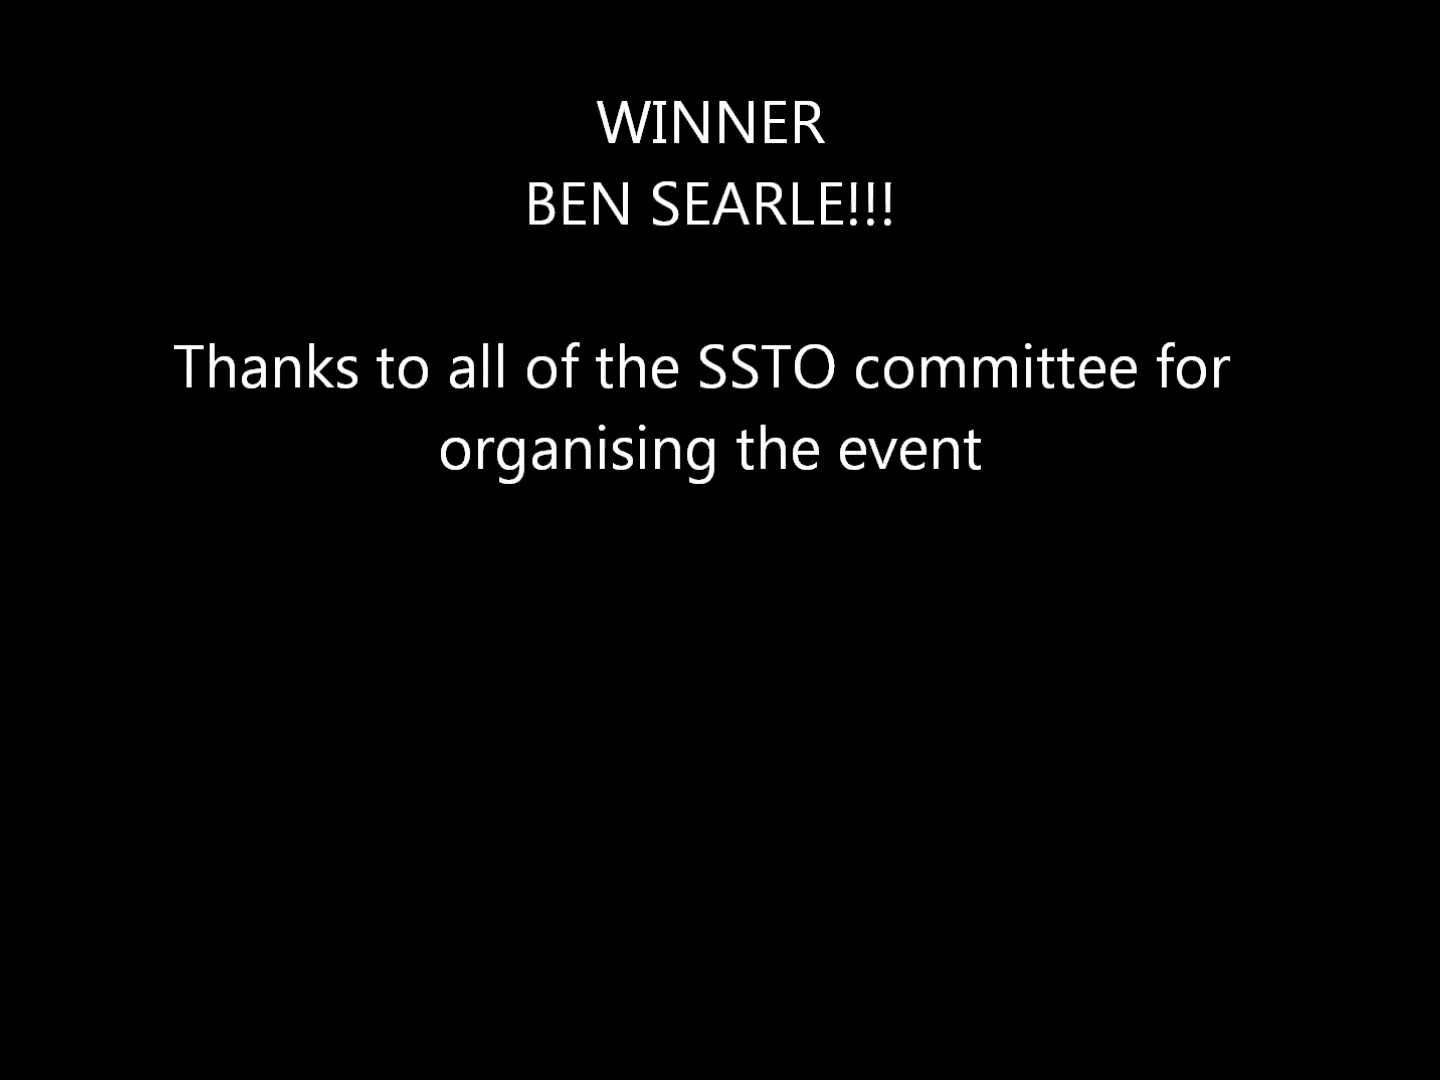 WINNER
BEN SEARLE!!!
Thanks to all of the SSTO committee for
organising the event